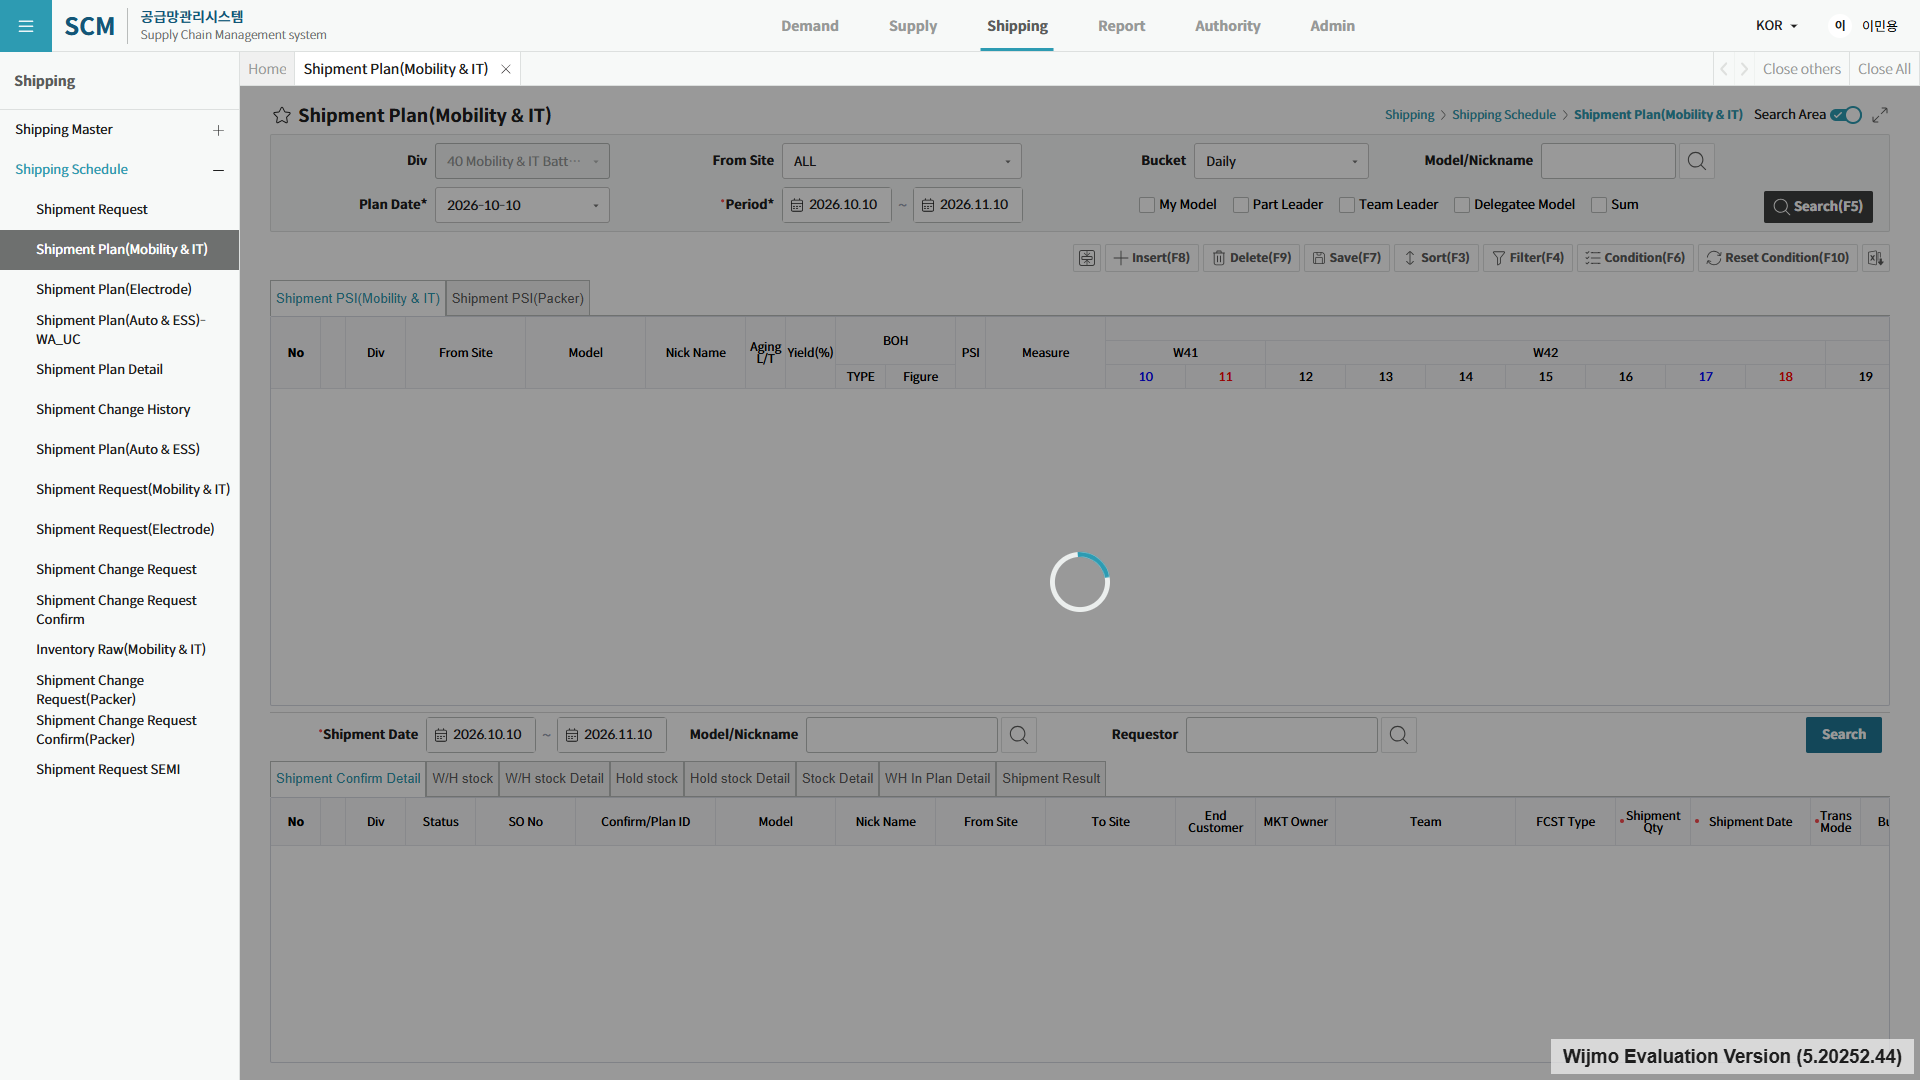 SCM
공급망관리시스템
Supply Chain Management system
Demand
Supply
Shipping
Report
Authority
Admin
KOR
이
이민용
Shipping
Home
Shipment Plan(Mobility & IT)
Close others
Close All
Shipping Master
Shipping Schedule
Shipment Request
Shipment Plan(Mobility & IT)
Shipment Plan(Electrode)
Shipment Plan(Auto & ESS)-
WA_UC
Shipment Plan Detail
Shipment Change History
Shipment Plan(Auto & ESS)
Shipment Request(Mobility & IT)
Shipment Request(Electrode)
Shipment Change Request
Shipment Change Request
Confirm
Inventory Raw(Mobility & IT)
Shipment Change
Request(Packer)
Shipment Change Request
Confirm(Packer)
Shipment Request SEMI
Shipment Plan(Mobility & IT)
Shipping > Shipping Schedule > Shipment Plan(Mobility & IT)
Search Area
Div
40 Mobility & IT Batt···
From Site
ALL
Bucket
Daily
Model/Nickname
Plan Date*
2026-10-10
*Period*
2026.10.10 ~ 2026.11.10
My Model
Part Leader
Team Leader
Delegatee Model
Sum
Search(F5)
Insert(F8)
Delete(F9)
Save(F7)
Sort(F3)
Filter(F4)
Condition(F6)
Reset Condition(F10)
Shipment PSI(Mobility & IT)
Shipment PSI(Packer)
No
Div
From Site
Model
Nick Name
Aging
L/T
Yield(%)
BOH
TYPE
Figure
PSI
Measure
W41
W42
10
11
12
13
14
15
16
17
18
19
*Shipment Date
2026.10.10 ~ 2026.11.10
Model/Nickname
Requestor
Search
Shipment Confirm Detail
W/H stock
W/H stock Detail
Hold stock
Hold stock Detail
Stock Detail
WH In Plan Detail
Shipment Result
No
Div
Status
SO No
Confirm/Plan ID
Model
Nick Name
From Site
To Site
End
Customer
MKT Owner
Team
FCST Type
Shipment
Qty
Shipment Date
Trans
Mode
Bu
Wijmo Evaluation Version (5.20252.44)